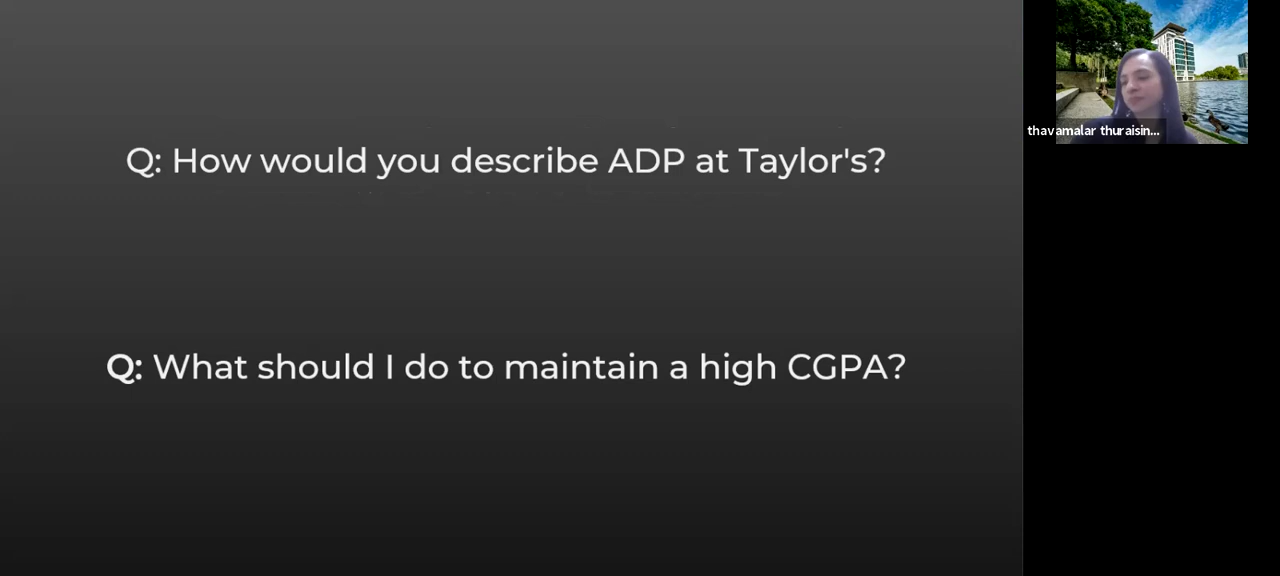 Q: How would you describe ADP at Taylor's?
Q: What should I do to maintain a high CGPA?
thavamalar thuraisin...